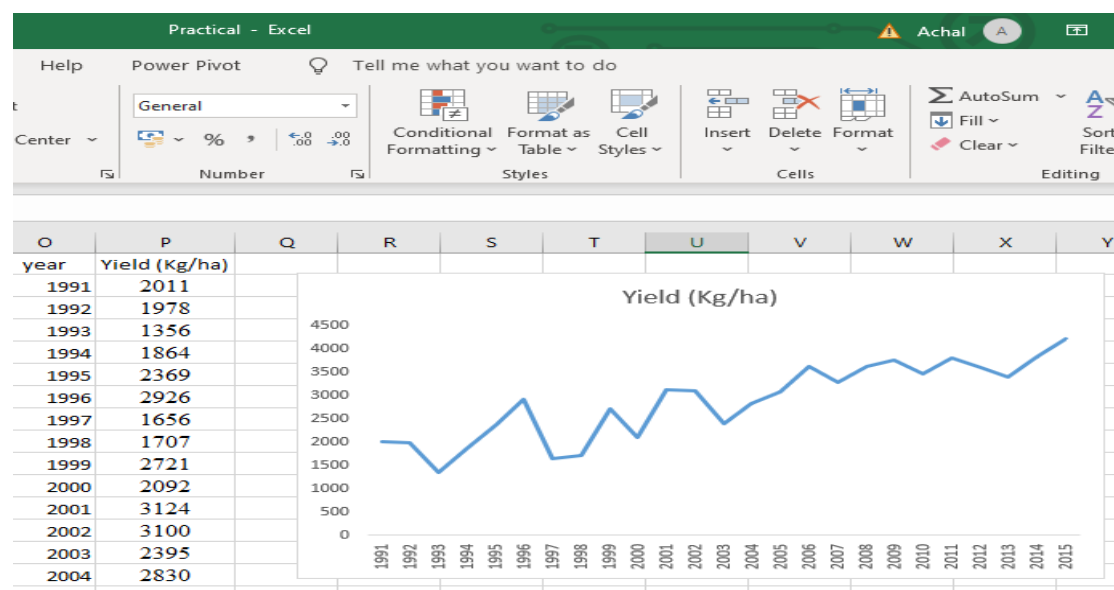 Practical - Excel
Achal A
Help Power Pivot Tell me what you want to do
General
Center % , .00 .0
Conditional Formatting
Format as Table
Cell Styles
Insert Delete Format
AutoSum
Fill
Clear
Sort
Number Styles Cells Editing
O P Q R S T U V W X Y
year Yield (Kg/ha)
1991 2011
1992 1978
1993 1356
1994 1864
1995 2369
1996 2926
1997 1656
1998 1707
1999 2721
2000 2092
2001 3124
2002 3100
2003 2395
2004 2830
Yield (Kg/ha)
4500
4000
3500
3000
2500
2000
1500
1000
500
0
1991 1992 1993 1994 1995 1996 1997 1998 1999 2000 2001 2002 2003 2004 2005 2006 2007 2008 2009 2010 2011 2012 2013 2014 2015